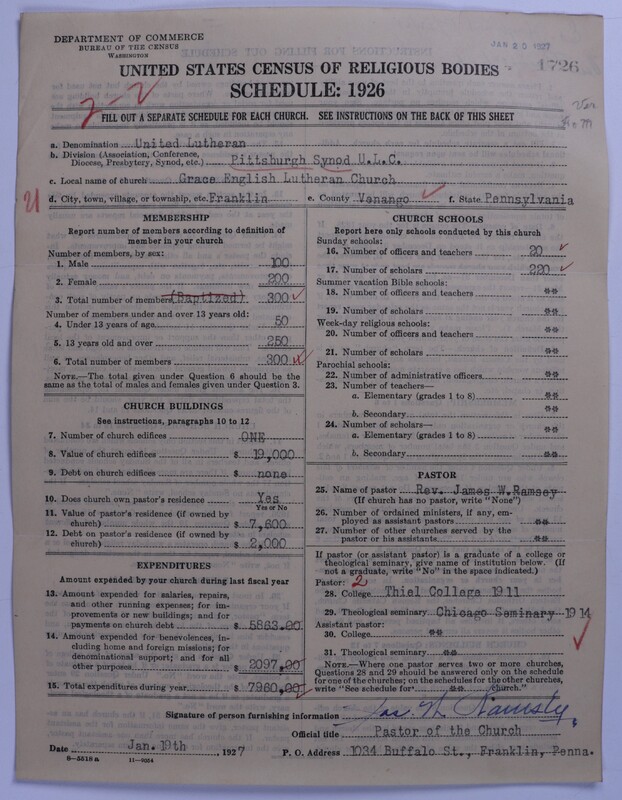 DEPARTMENT OF COMMERCE
BUREAU OF THE CENSUS
WASHINGTON
JAN 20 1927
1726
UNITED STATES CENSUS OF RELIGIOUS BODIES
SCHEDULE: 1926
2-2
FILL OUT A SEPARATE SCHEDULE FOR EACH CHURCH. SEE INSTRUCTIONS ON THE BACK OF THIS SHEET
a. Denomination United Lutheran
b. Division (Association, Conference, Diocese, Presbytery, Synod, etc.) Pittsburgh Synod U.L.C.
c. Local name of church Grace English Lutheran Church
d. City, town, village, or township, etc. Franklin e. County Venango f. State Pennsylvania
MEMBERSHIP
Report number of members according to definition of
member in your church
Number of members, by sex:
1. Male 100
2. Female 200
3. Total number of members (Baptized) 300
Number of members under and over 13 years old:
4. Under 13 years of age 50
5. 13 years old and over 250
6. Total number of members 300
NOTE.—The total given under Question 6 should be the
same as the total of males and females given under Question 3.
CHURCH BUILDINGS
See instructions, paragraphs 10 to 12
7. Number of church edifices ONE
8. Value of church edifices $ 19,000
9. Debt on church edifices $ none
10. Does church own pastor's residence Yes
Yes or No
11. Value of pastor's residence (if owned by
church) $ 7,600
12. Debt on pastor's residence (if owned by
church) $ 2,000
EXPENDITURES
Amount expended by your church during last fiscal year
13. Amount expended for salaries, repairs,
and other running expenses; for im-
provements or new buildings; and for
payments on church debt $ 5863.00
14. Amount expended for benevolences, in-
cluding home and foreign missions; for
denominational support; and for all
other purposes $ 2097.00
15. Total expenditures during year $ 7960.00
CHURCH SCHOOLS
Report here only schools conducted by this church
Sunday schools:
16. Number of officers and teachers 20
17. Number of scholars 220
Summer vacation Bible schools:
18. Number of officers and teachers **
19. Number of scholars **
Week-day religious schools:
20. Number of officers and teachers **
21. Number of scholars **
Parochial schools:
22. Number of administrative officers **
23. Number of teachers—
a. Elementary (grades 1 to 8) **
b. Secondary **
24. Number of scholars—
a. Elementary (grades 1 to 8) **
b. Secondary **
PASTOR
25. Name of pastor Rev. James W.Ramsey
(If church has no pastor, write "None")
26. Number of ordained ministers, if any, em-
ployed as assistant pastors **
27. Number of other churches served by the
pastor or his assistants **
If pastor (or assistant pastor) is a graduate of a college or
theological seminary, give name of institution below. (If
not a graduate, write "No" in the space indicated.)
Pastor: 2
28. College Thiel College 1911
29. Theological seminary Chicago Seminary 1914
Assistant pastor:
30. College **
31. Theological seminary **
NOTE.—Where one pastor serves two or more churches,
Questions 28 and 29 should be answered only on the schedule
for one of the churches; on the schedules for the other churches,
write "See schedule for ** church."
Signature of person furnishing information Jas. W. Ramsey
Official title Pastor of the Church
Date Jan. 19th 1927 P. O. Address 1034 Buffalo St., Franklin, Penna.
8—5518a 11—9054